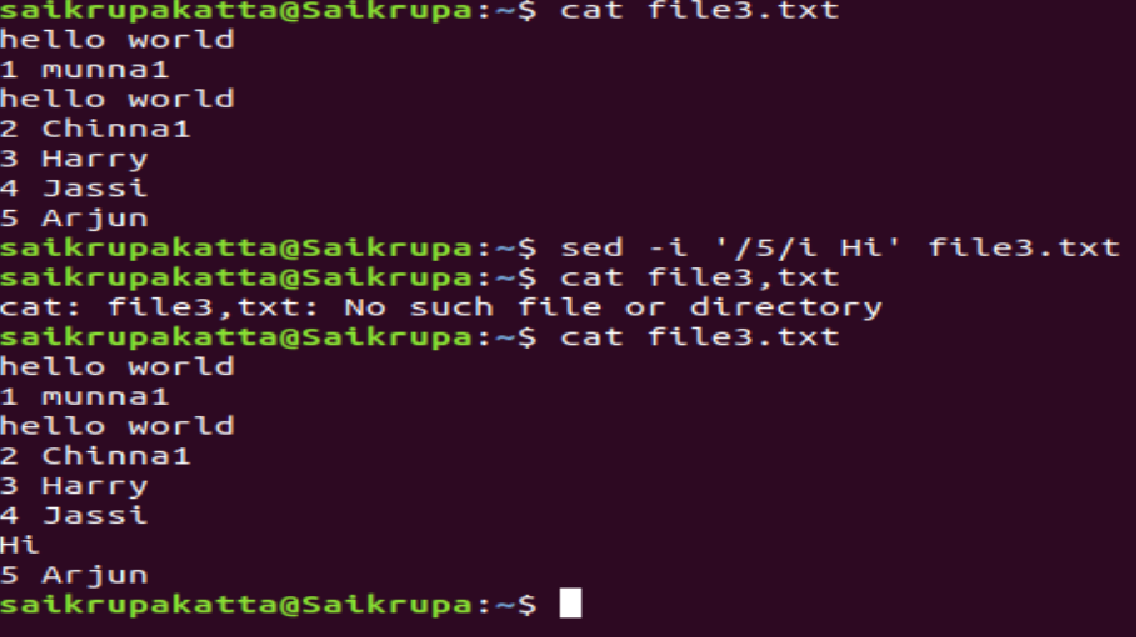 saikrupakatta@Saikrupa:~$ cat file3.txt
hello world
1 munna1
hello world
2 Chinna1
3 Harry
4 Jassi
5 Arjun
saikrupakatta@Saikrupa:~$ sed -i '/5/i Hi' file3.txt
saikrupakatta@Saikrupa:~$ cat file3,txt
cat: file3,txt: No such file or directory
saikrupakatta@Saikrupa:~$ cat file3.txt
hello world
1 munna1
hello world
2 Chinna1
3 Harry
4 Jassi
Hi
5 Arjun
saikrupakatta@Saikrupa:~$